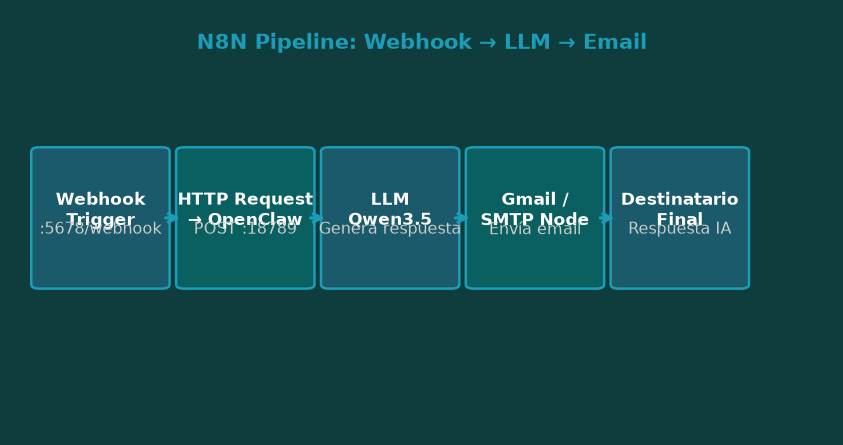 N8N Pipeline: Webhook → LLM → Email
Webhook
Trigger
:5678/webhook
HTTP Request
→ OpenClaw
POST :18789
LLM
Qwen3.5
Genera respuesta
Gmail /
SMTP Node
Envía email
Destinatario
Final
Respuesta IA